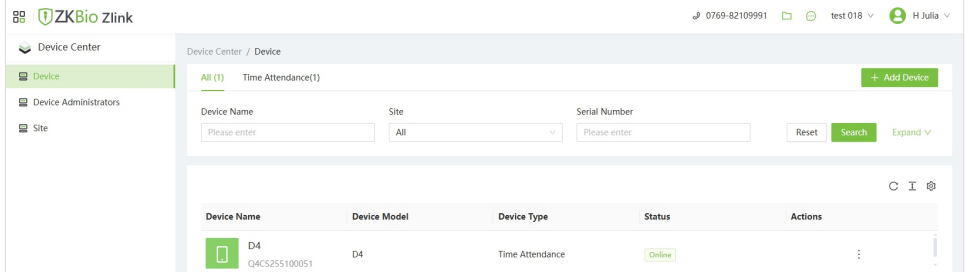 ZKBio Zlink
0769-82109991 test 018 H Julia
Device Center
Device
Device Administrators
Site
Device Center / Device
All (1) Time Attendance(1)
+ Add Device
Device Name Site Serial Number
Please enter All Please enter Reset Search Expand
Device Name Device Model Device Type Status Actions
D4
Q4CS255100051
D4 Time Attendance Online